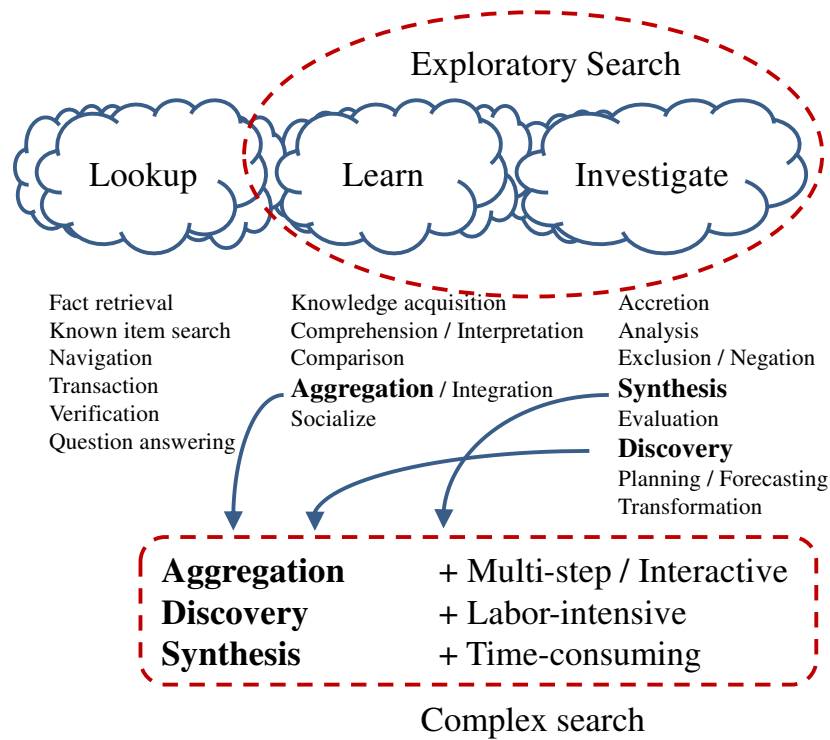 Exploratory Search
Lookup
Learn
Investigate
Fact retrieval
Known item search
Navigation
Transaction
Verification
Question answering
Knowledge acquisition
Comprehension / Interpretation
Comparison
Aggregation / Integration
Socialize
Accretion
Analysis
Exclusion / Negation
Synthesis
Evaluation
Discovery
Planning / Forecasting
Transformation
Aggregation + Multi-step / Interactive
Discovery + Labor-intensive
Synthesis + Time-consuming
Complex search